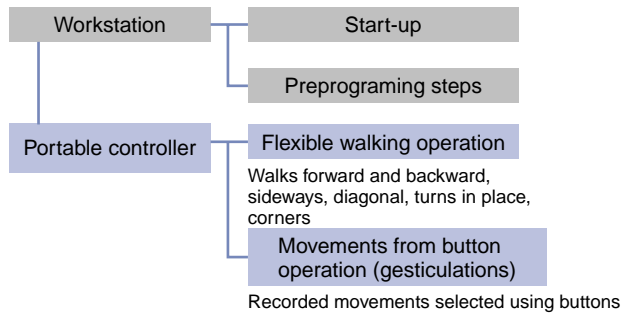 Workstation
Start-up
Preprograming steps
Portable controller
Flexible walking operation
Walks forward and backward,
sideways, diagonal, turns in place,
corners
Movements from button
operation (gesticulations)
Recorded movements selected using buttons